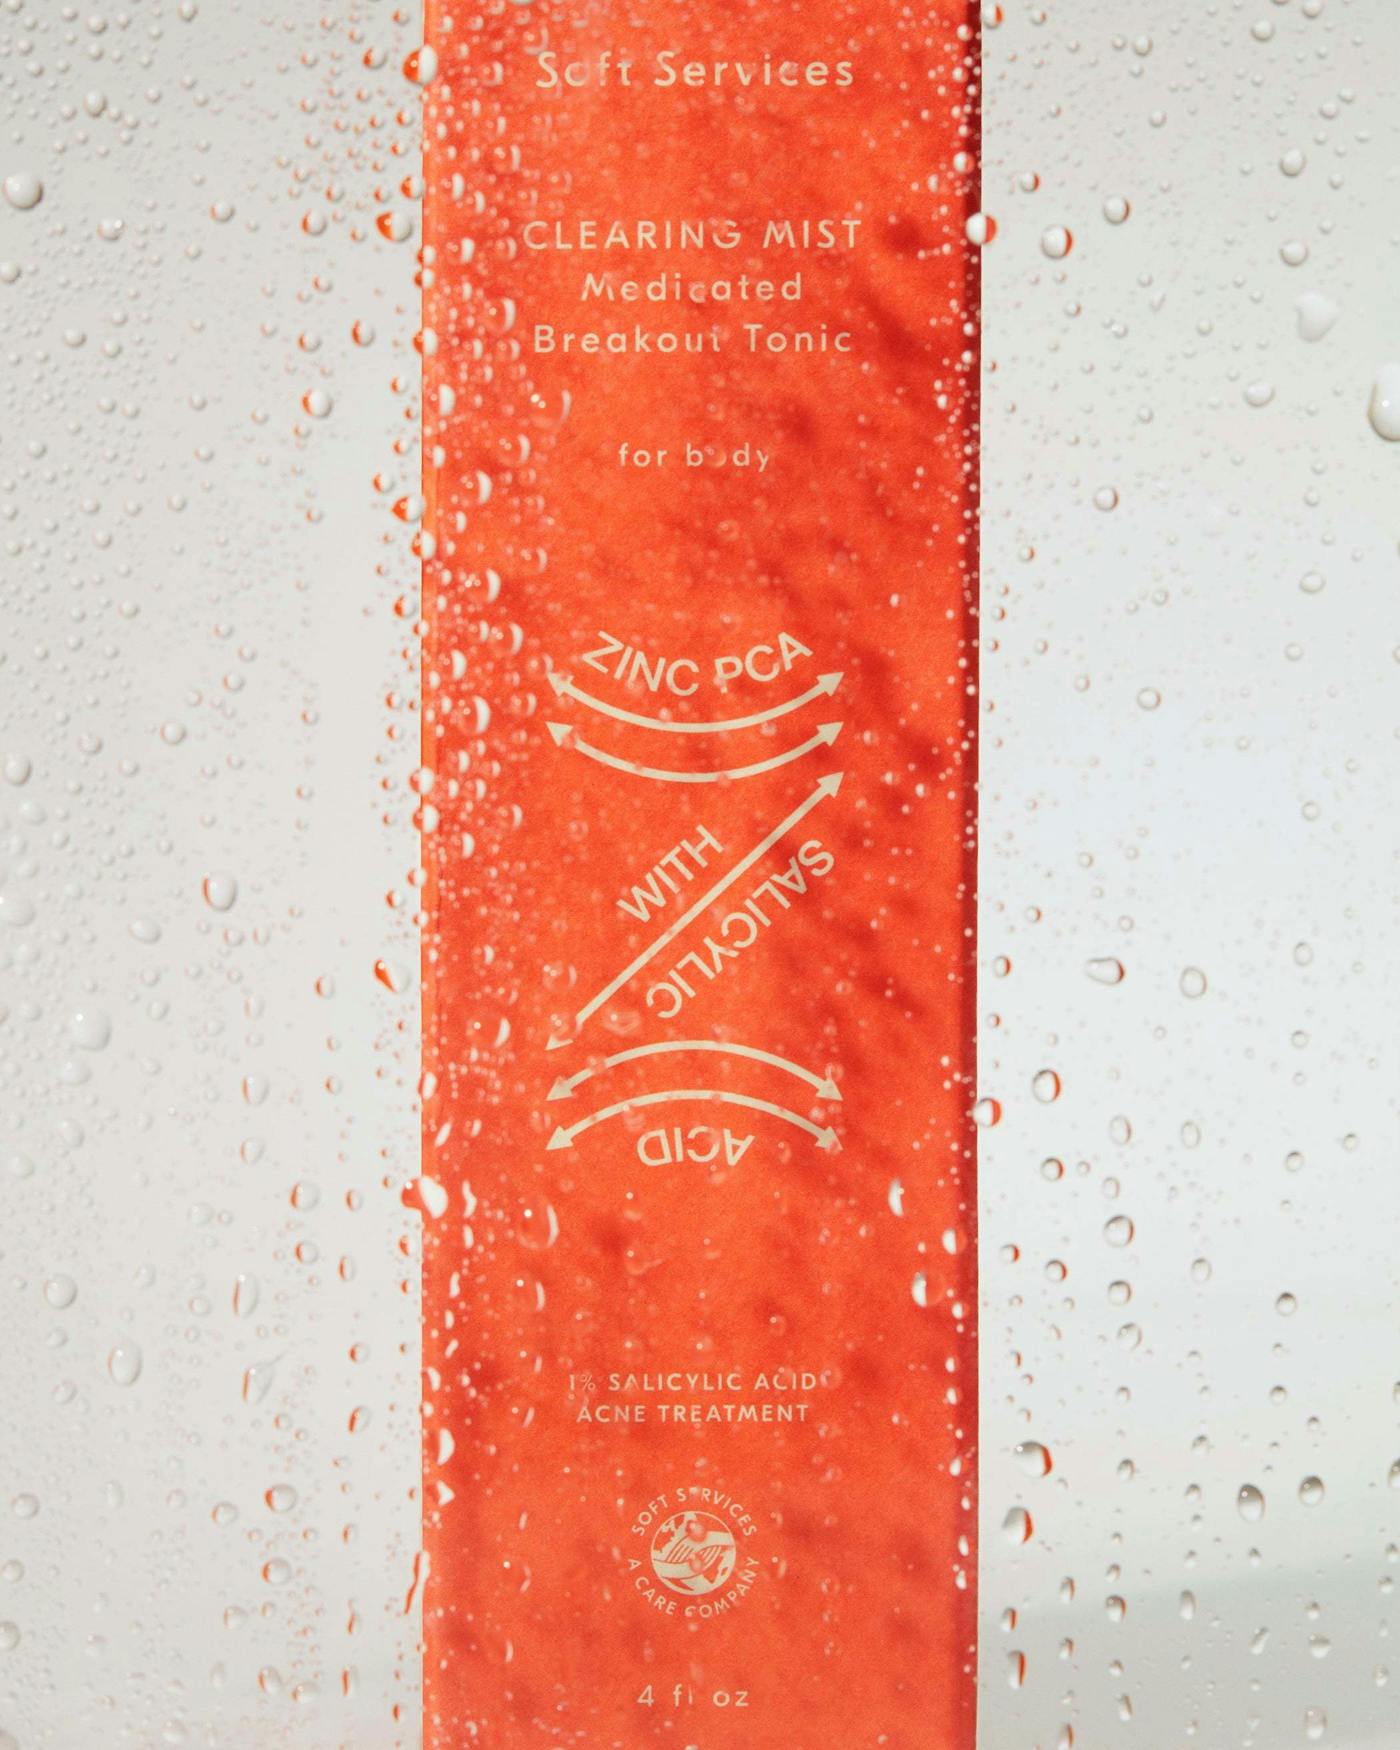 Soft Services
CLEARING MIST
Medicated
Breakout Tonic
for body
ZINC PCA
WITH
SALICYLIC
ACID
1% SALICYLIC ACID
ACNE TREATMENT
SOFT SERVICES
A CARE COMPANY
4 fl oz